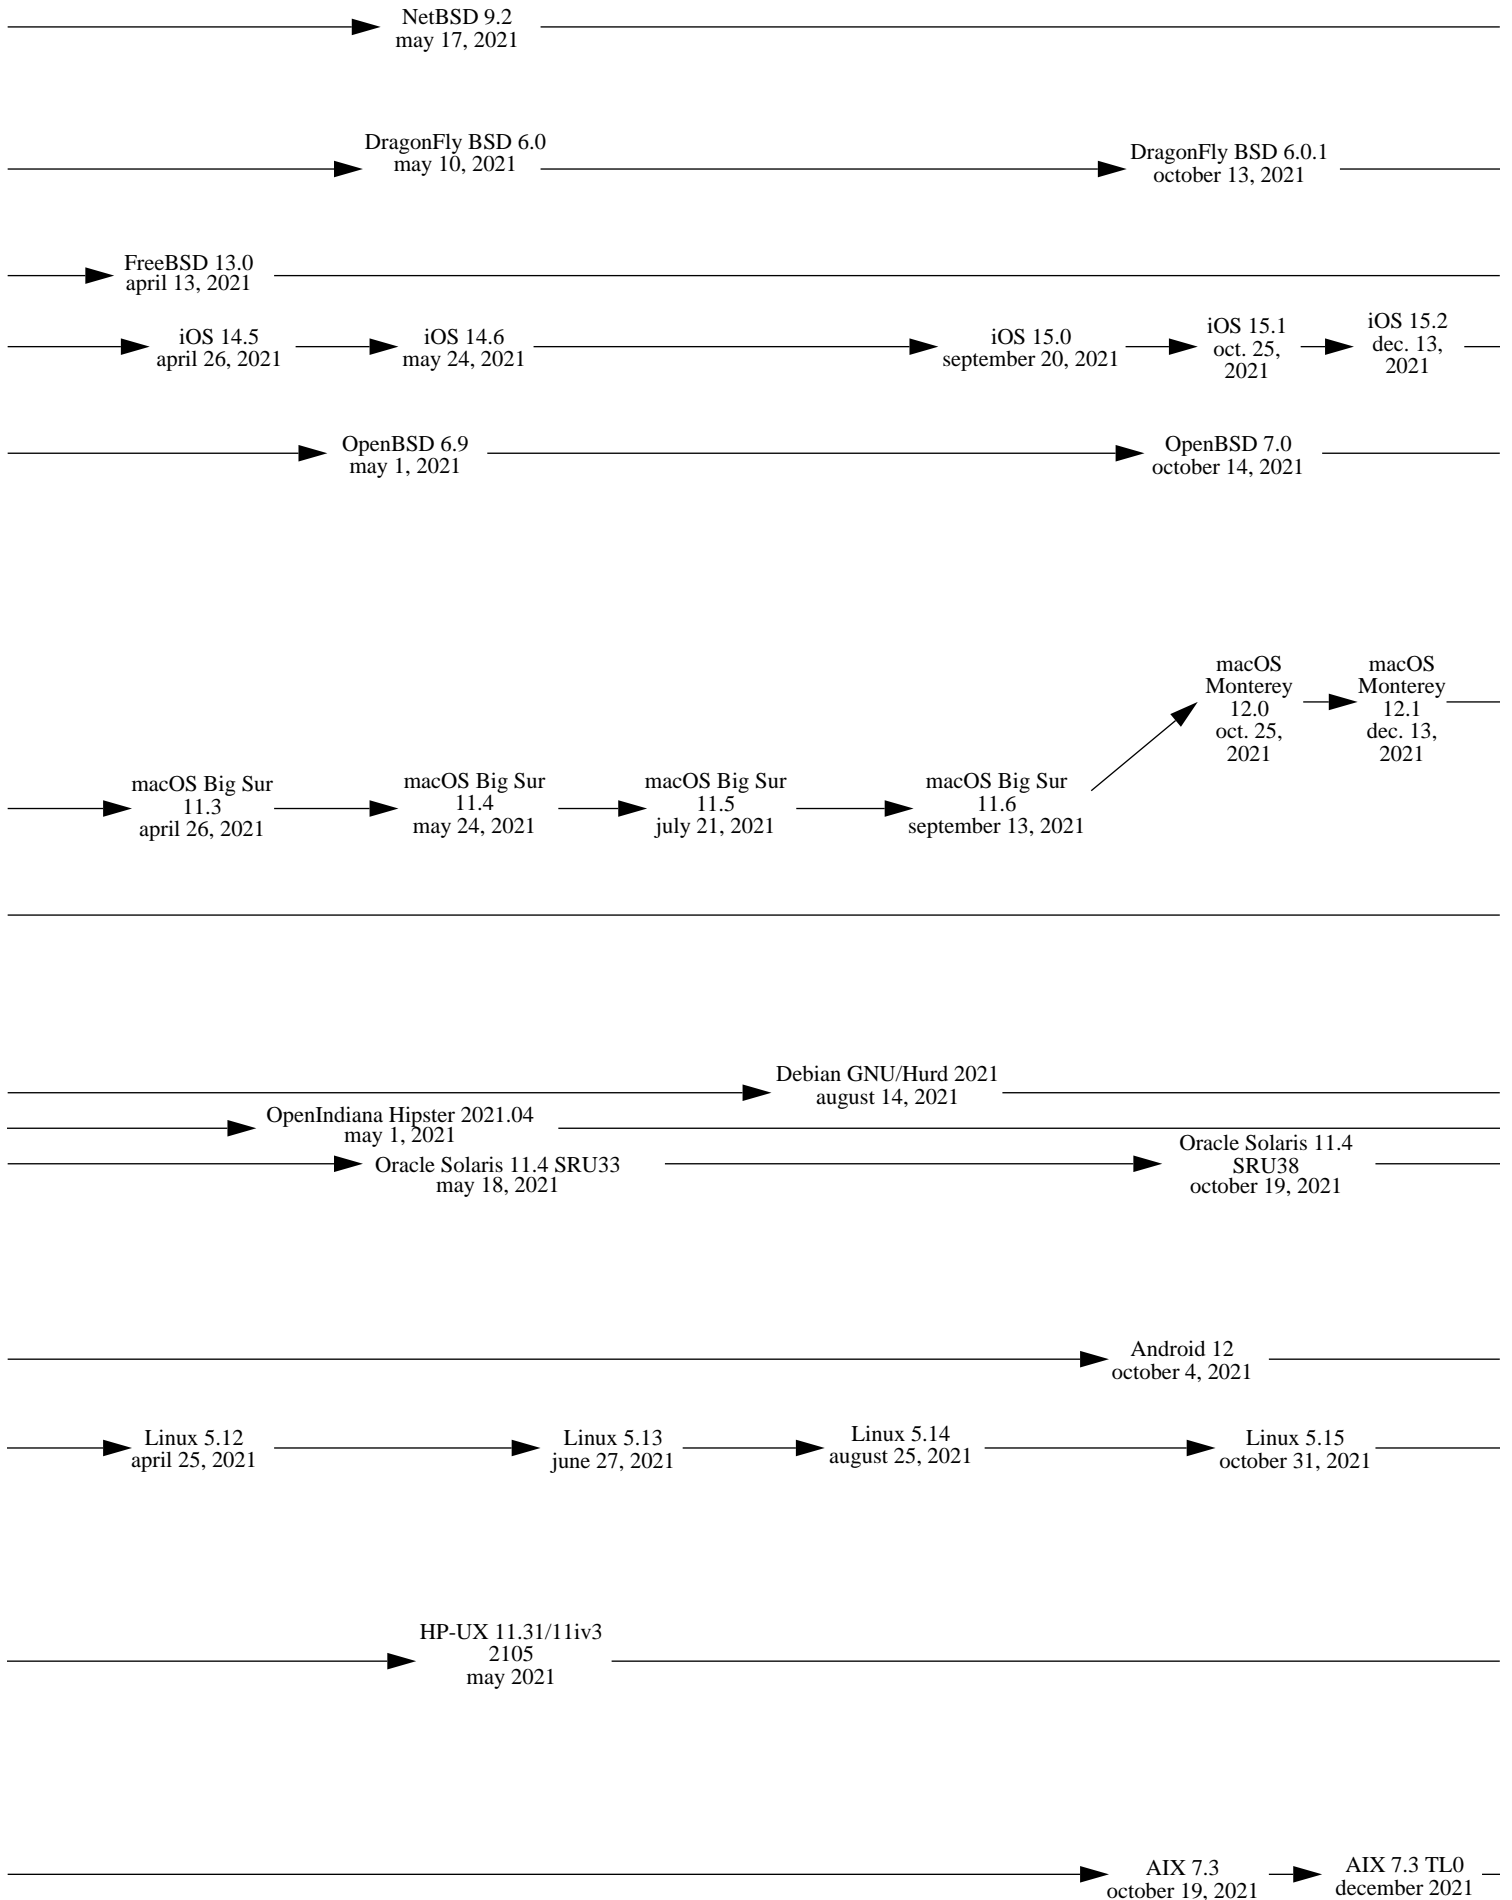 NetBSD 9.2
may 17, 2021
DragonFly BSD 6.0
may 10, 2021
DragonFly BSD 6.0.1
october 13, 2021
FreeBSD 13.0
april 13, 2021
iOS 14.5
april 26, 2021
iOS 14.6
may 24, 2021
iOS 15.0
september 20, 2021
iOS 15.1
oct. 25,
2021
iOS 15.2
dec. 13,
2021
OpenBSD 6.9
may 1, 2021
OpenBSD 7.0
october 14, 2021
macOS
Monterey
12.0
oct. 25,
2021
macOS
Monterey
12.1
dec. 13,
2021
macOS Big Sur
11.3
april 26, 2021
macOS Big Sur
11.4
may 24, 2021
macOS Big Sur
11.5
july 21, 2021
macOS Big Sur
11.6
september 13, 2021
Debian GNU/Hurd 2021
august 14, 2021
OpenIndiana Hipster 2021.04
may 1, 2021
Oracle Solaris 11.4 SRU33
may 18, 2021
Oracle Solaris 11.4
SRU38
october 19, 2021
Android 12
october 4, 2021
Linux 5.12
april 25, 2021
Linux 5.13
june 27, 2021
Linux 5.14
august 25, 2021
Linux 5.15
october 31, 2021
HP-UX 11.31/11iv3
2105
may 2021
AIX 7.3
october 19, 2021
AIX 7.3 TL0
december 2021